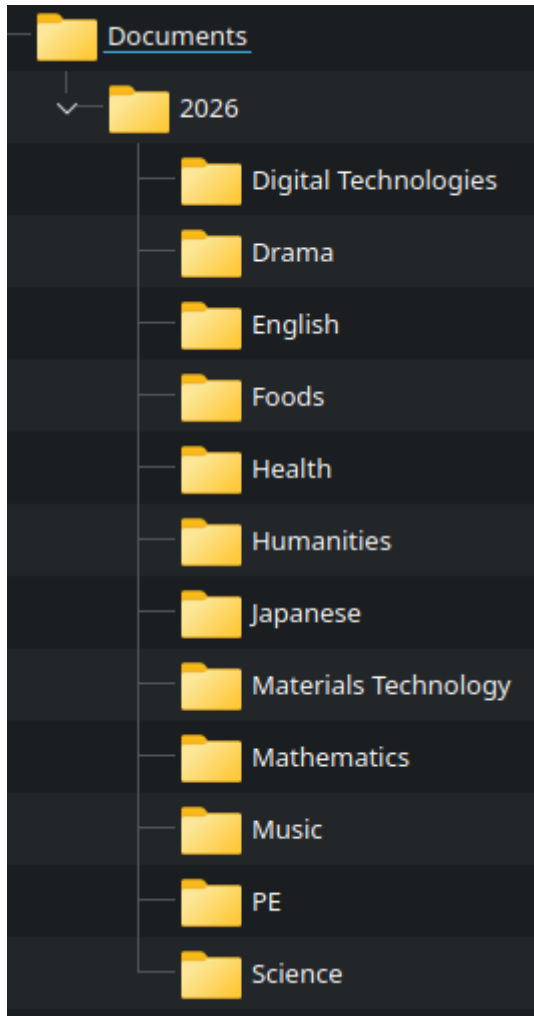 Documents
2026
Digital Technologies
Drama
English
Foods
Health
Humanities
Japanese
Materials Technology
Mathematics
Music
PE
Science